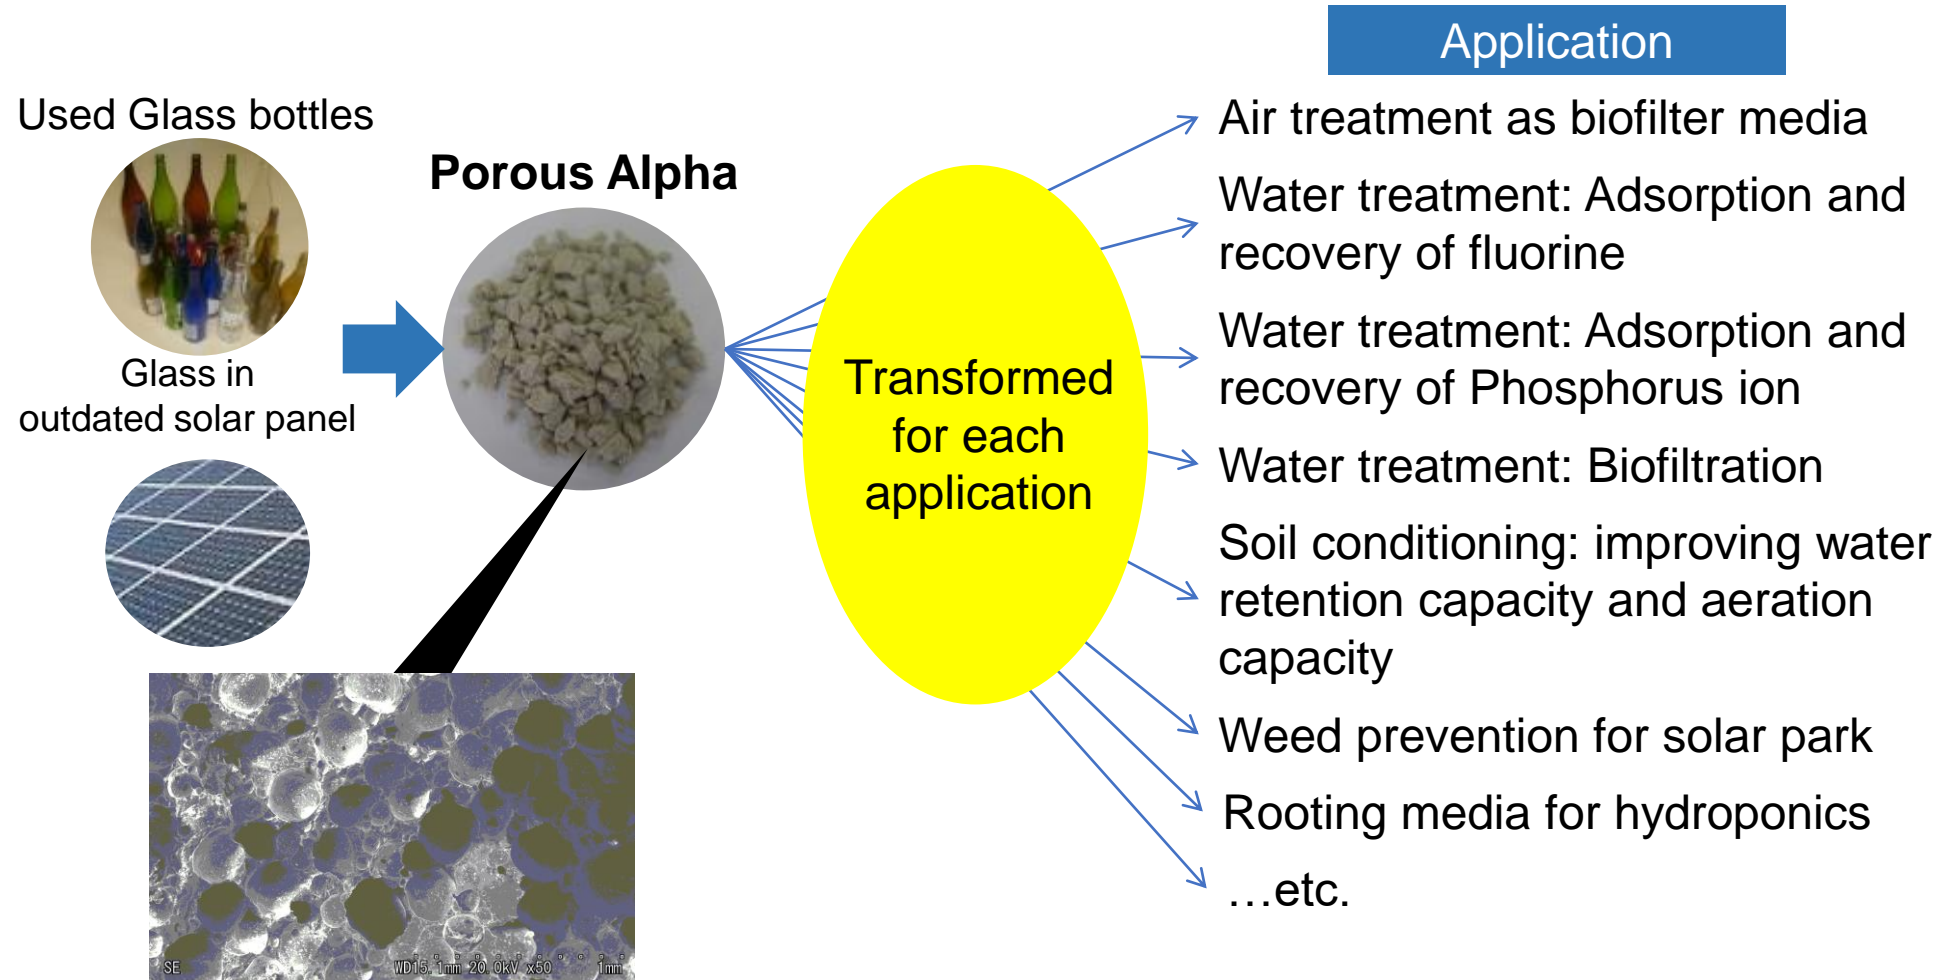 Application
Used Glass bottles
Porous Alpha
Glass in
outdated solar panel
Transformed
for each
application
Air treatment as biofilter media
Water treatment: Adsorption and
recovery of fluorine
Water treatment: Adsorption and
recovery of Phosphorus ion
Water treatment: Biofiltration
Soil conditioning: improving water
retention capacity and aeration
capacity
Weed prevention for solar park
Rooting media for hydroponics
…etc.
SE WD15.1mm 20.0kV x50 1mm